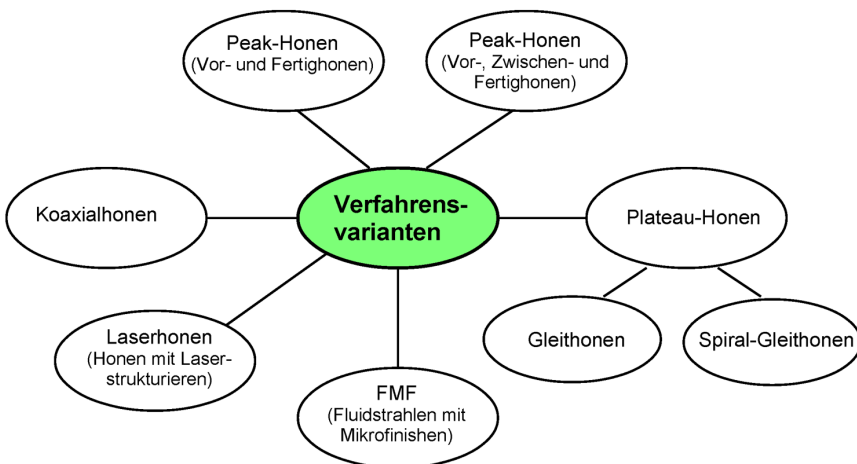 Peak-Honen
(Vor- und Fertighonen)
Peak-Honen
(Vor-, Zwischen- und
Fertighonen)
Koaxialhonen
Verfahrens-
varianten
Plateau-Honen
Laserhonen
(Honen mit Laser-
strukturieren)
FMF
(Fluidstrahlen mit
Mikrofinishen)
Gleithonen
Spiral-Gleithonen